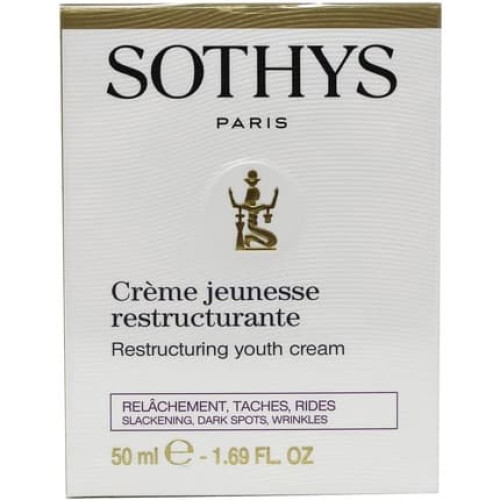 SOTHYS
PARIS
Crème jeunesse
restructurante
Restructuring youth cream
RELÂCHEMENT, TACHES, RIDES
SLACKENING, DARK SPOTS, WRINKLES
50 ml ℮ - 1.69 FL. OZ